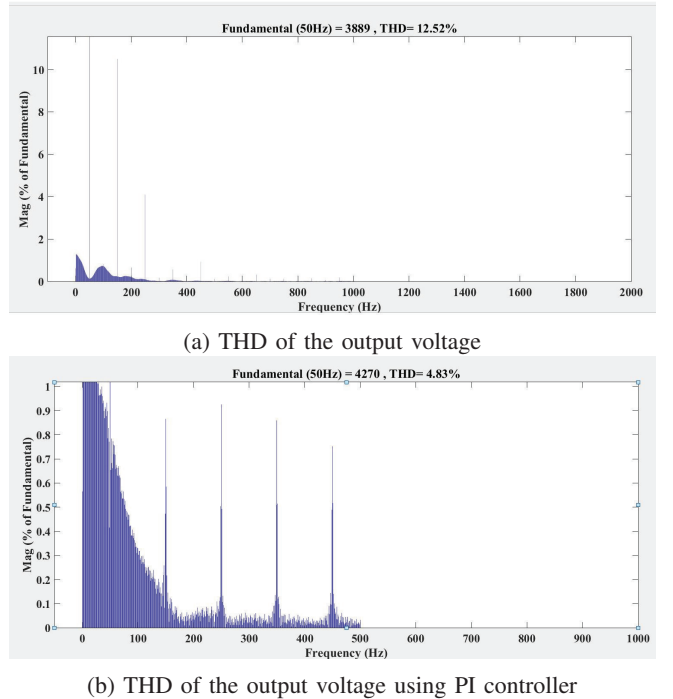 Fundamental (50Hz) = 3889 , THD= 12.52%
Mag (% of Fundamental)
10
8
6
4
2
0
0 200 400 600 800 1000 1200 1400 1600 1800 2000
Frequency (Hz)
(a) THD of the output voltage
Fundamental (50Hz) = 4270 , THD= 4.83%
Mag (% of Fundamental)
1
0.9
0.8
0.7
0.6
0.5
0.4
0.3
0.2
0.1
0
0 100 200 300 400 500 600 700 800 900 1000
Frequency (Hz)
(b) THD of the output voltage using PI controller